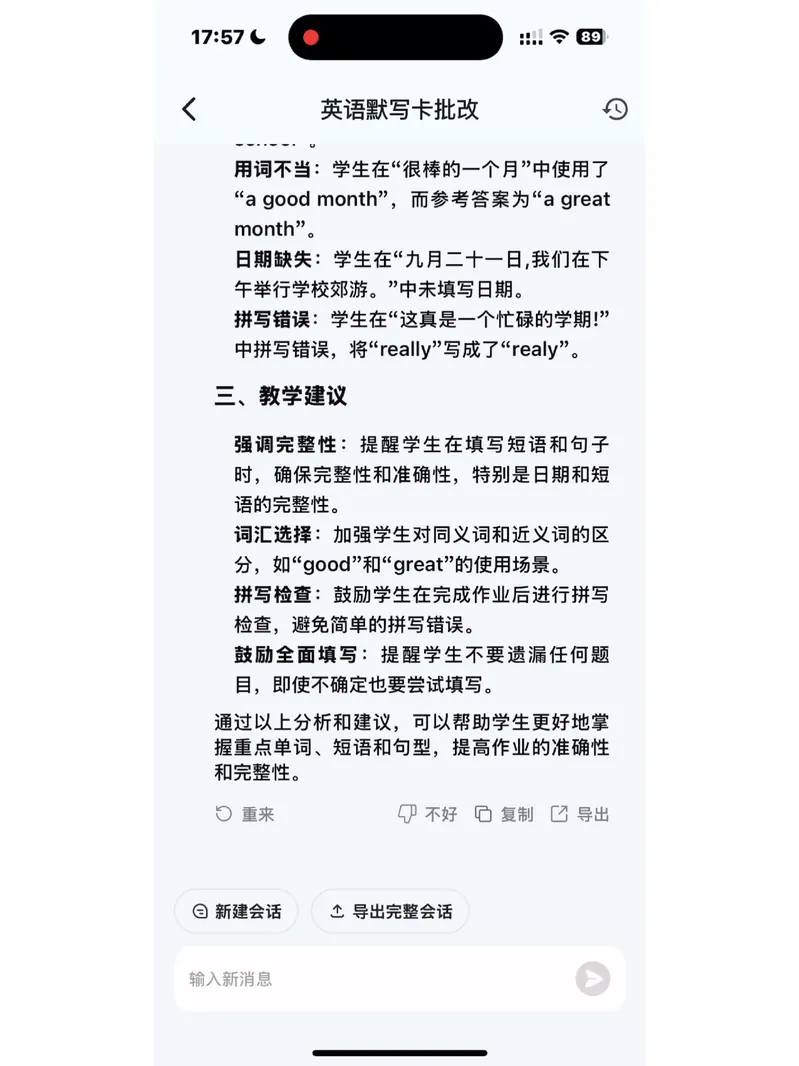 17:57
89
英语默写卡批改
用词不当：学生在“很棒的一个月”中使用了
“a good month”，而参考答案为“a great
month”。
日期缺失：学生在“九月二十一日,我们在下
午举行学校郊游。”中未填写日期。
拼写错误：学生在“这真是一个忙碌的学期!”
中拼写错误，将“really”写成了“realy”。
三、教学建议
强调完整性：提醒学生在填写短语和句子
时，确保完整性和准确性，特别是日期和短
语的完整性。
词汇选择：加强学生对同义词和近义词的区
分，如“good”和“great”的使用场景。
拼写检查：鼓励学生在完成作业后进行拼写
检查，避免简单的拼写错误。
鼓励全面填写：提醒学生不要遗漏任何题
目，即使不确定也要尝试填写。
通过以上分析和建议，可以帮助学生更好地掌
握重点单词、短语和句型，提高作业的准确性
和完整性。
重来 不好 复制 导出
新建会话 导出完整会话
输入新消息